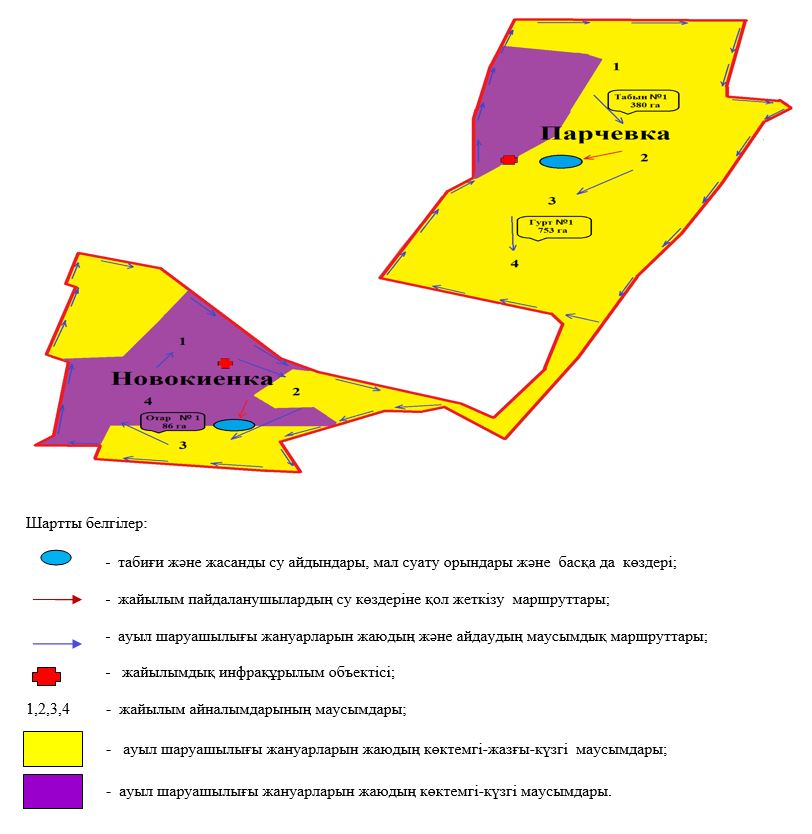 1
Табын №1
380 га
Парчевка
2
3
Гурт №1
753 га
4
1
Новокиенка
4
2
Отар № 1
86 га
3
Шартты белгілер:
- табиғи және жасанды су айдындары, мал суату орындары және басқа да көздері;
- жайылым пайдаланушылардың су көздеріне қол жеткізу маршруттары;
- ауыл шаруашылығы жануарларын жаюдың және айдаудың маусымдық маршруттары;
- жайылымдық инфрақұрылым объектісі;
1,2,3,4 - жайылым айналымдарының маусымдары;
- ауыл шаруашылығы жануарларын жаюдың көктемгі-жазғы-күзгі маусымдары;
- ауыл шаруашылығы жануарларын жаюдың көктемгі-күзгі маусымдары.